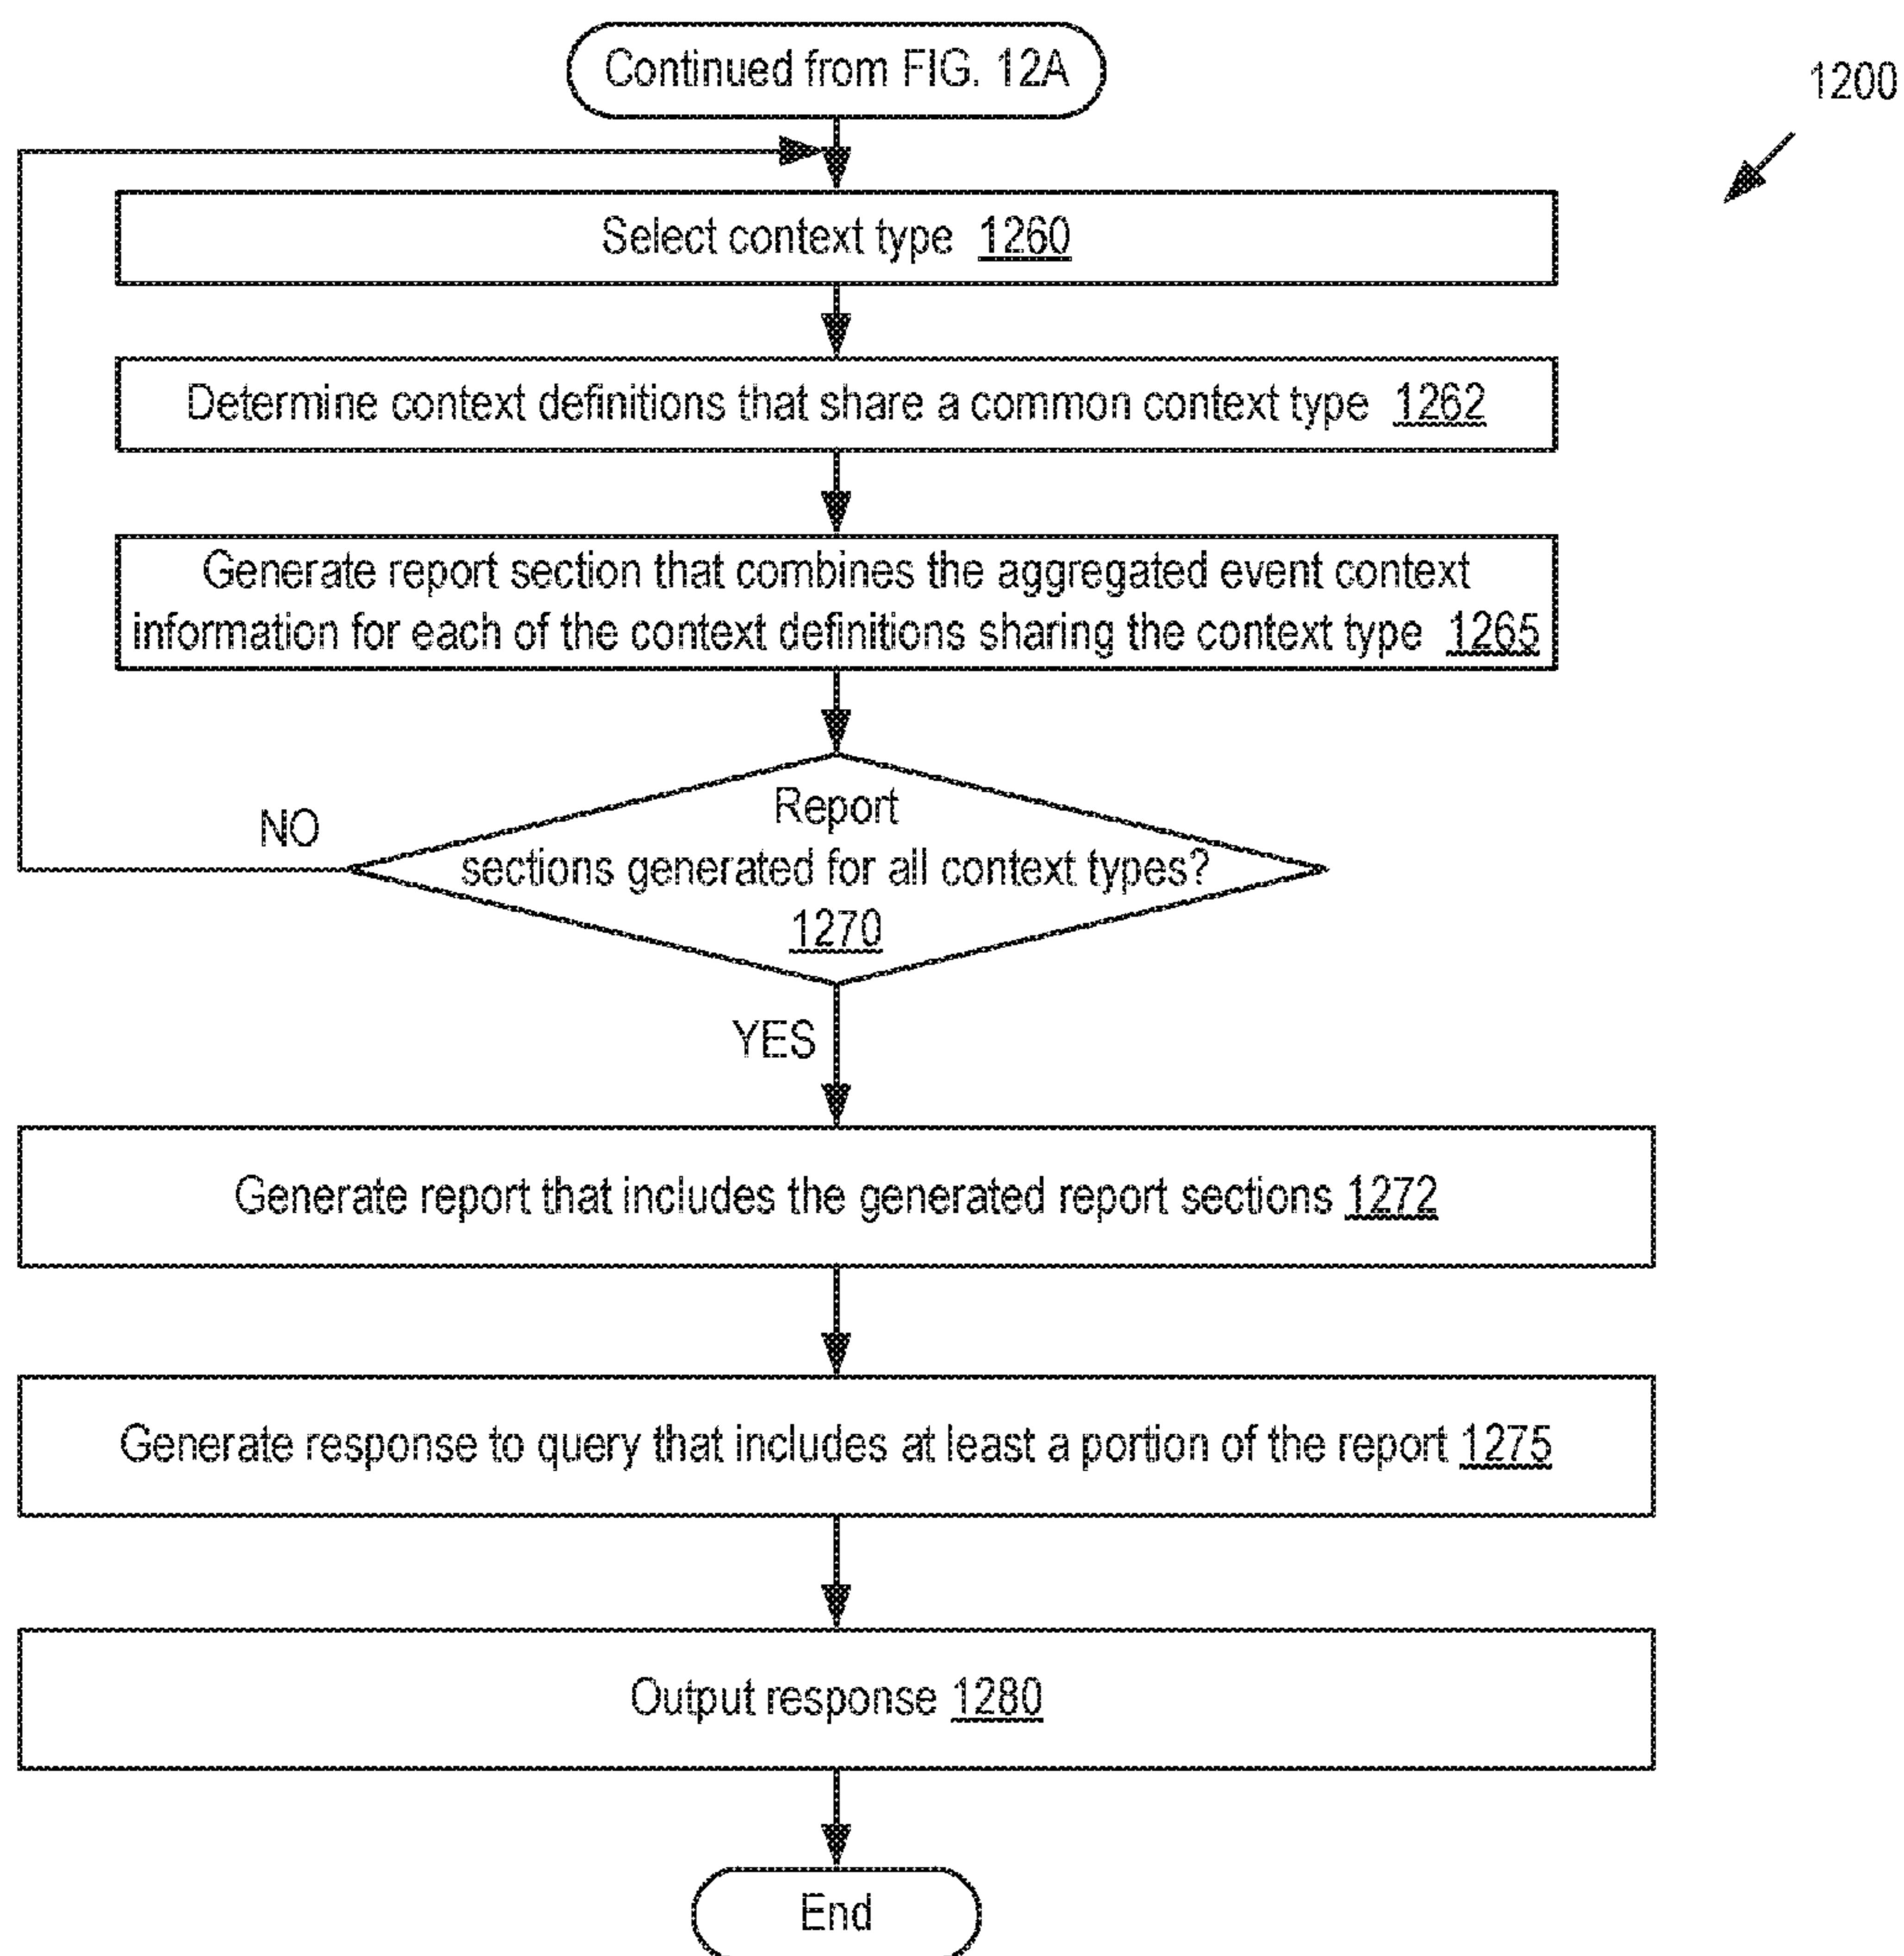 Continued from FIG. 12A
1200
Select context type 1260
Determine context definitions that share a common context type 1262
Generate report section that combines the aggregated event context
information for each of the context definitions sharing the context type 1265
Report
sections generated for all context types?
1270
NO
YES
Generate report that includes the generated report sections 1272
Generate response to query that includes at least a portion of the report 1275
Output response 1280
End